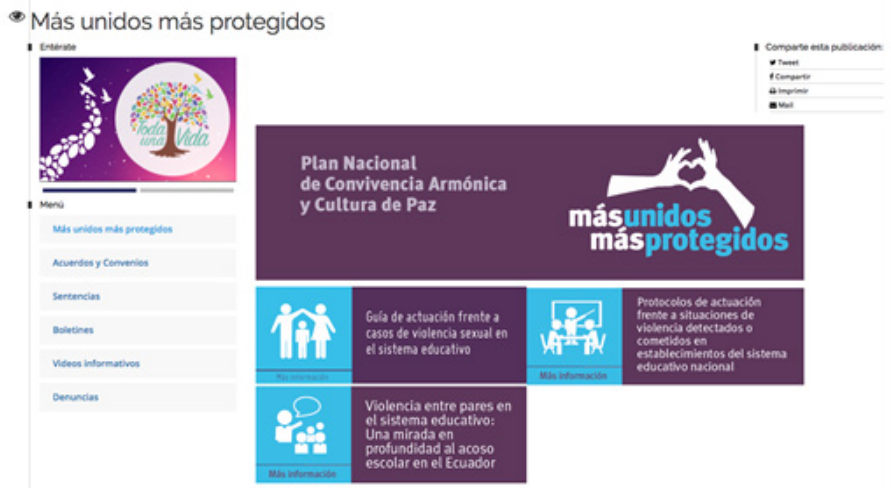 Más unidos más protegidos
Entérate
Toda
una Vida
Menú
Más unidos más protegidos
Acuerdos y Convenios
Sentencias
Boletines
Videos informativos
Denuncias
Comparte esta publicación:
Tweet
Compartir
Imprimir
Mail
Plan Nacional
de Convivencia Armónica
y Cultura de Paz
másunidos
másprotegidos
Guía de actuación frente a
casos de violencia sexual en
el sistema educativo
Más información
Protocolos de actuación
frente a situaciones de
violencia detectados o
cometidos en
establecimientos del sistema
educativo nacional
Más información
Violencia entre pares en
el sistema educativo:
Una mirada en
profundidad al acoso
escolar en el Ecuador
Más información